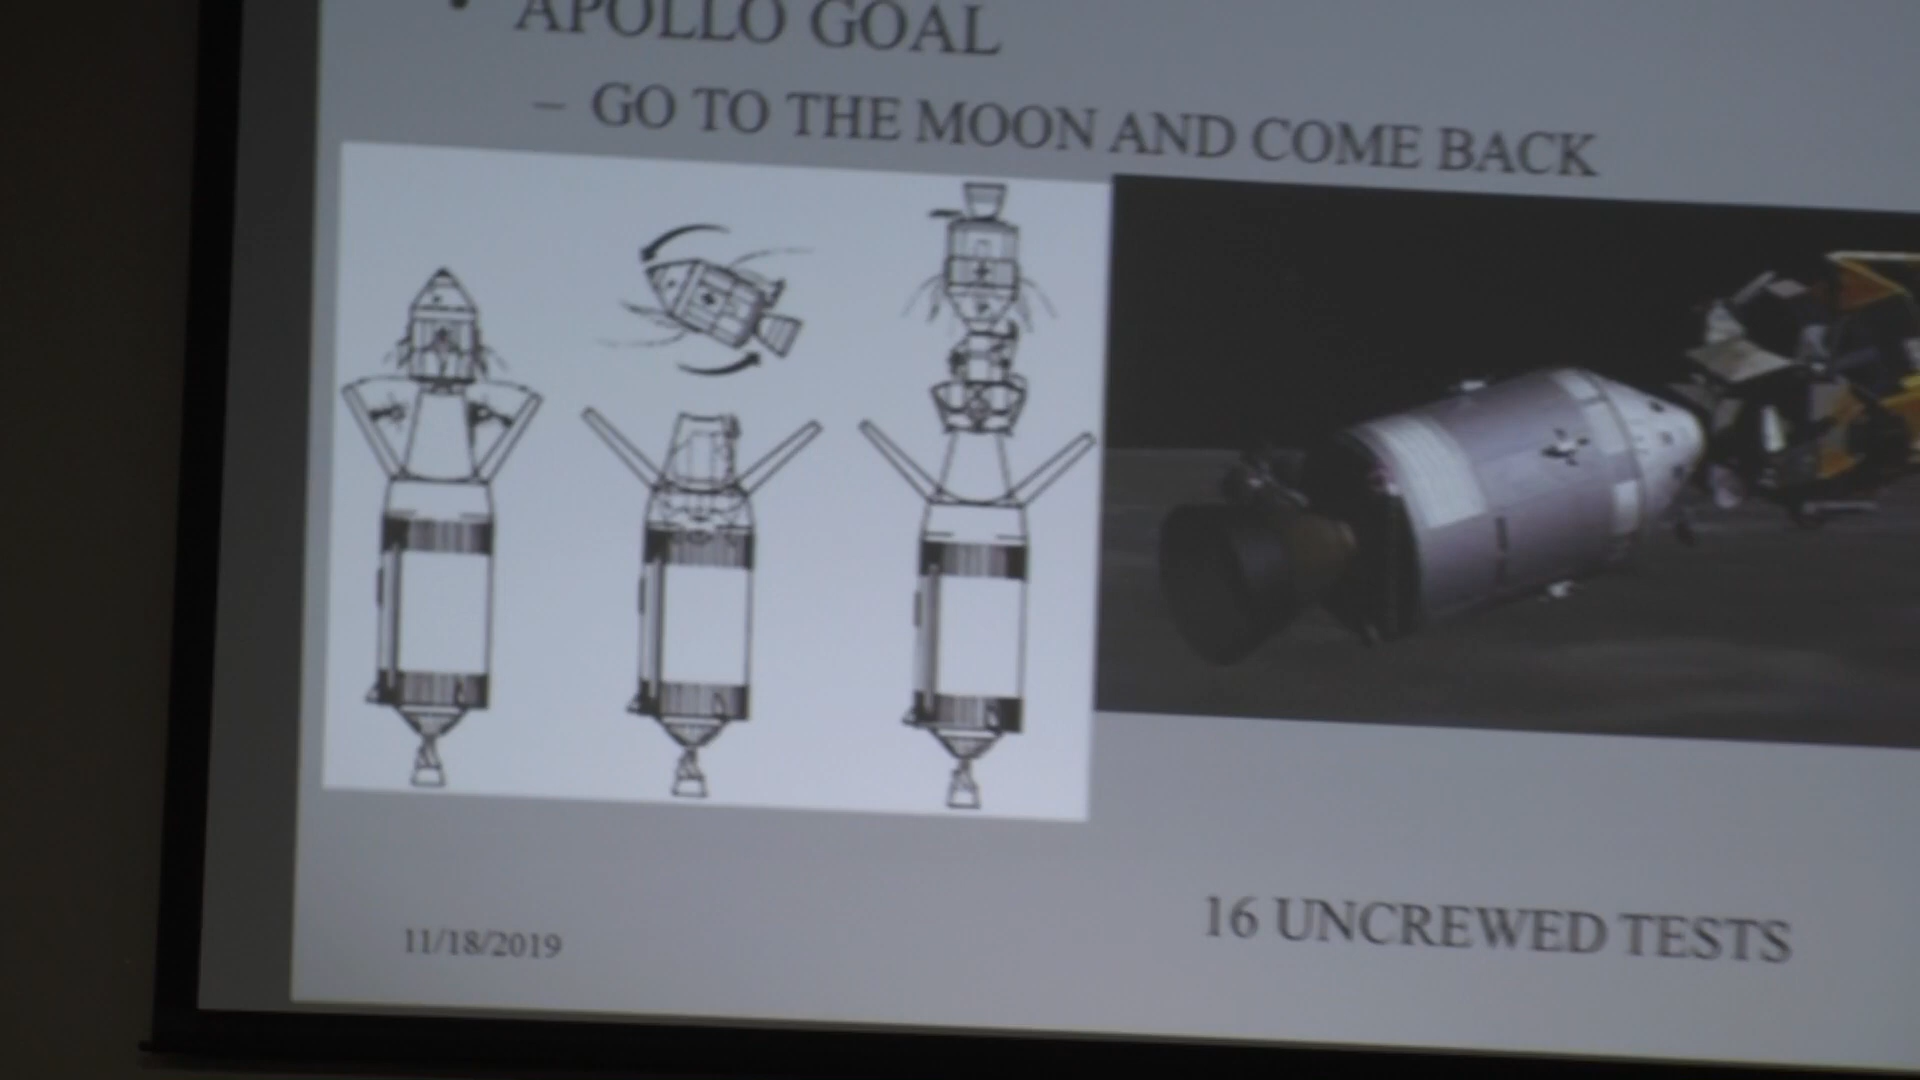 • APOLLO GOAL
– GO TO THE MOON AND COME BACK
11/18/2019
16 UNCREWED TESTS